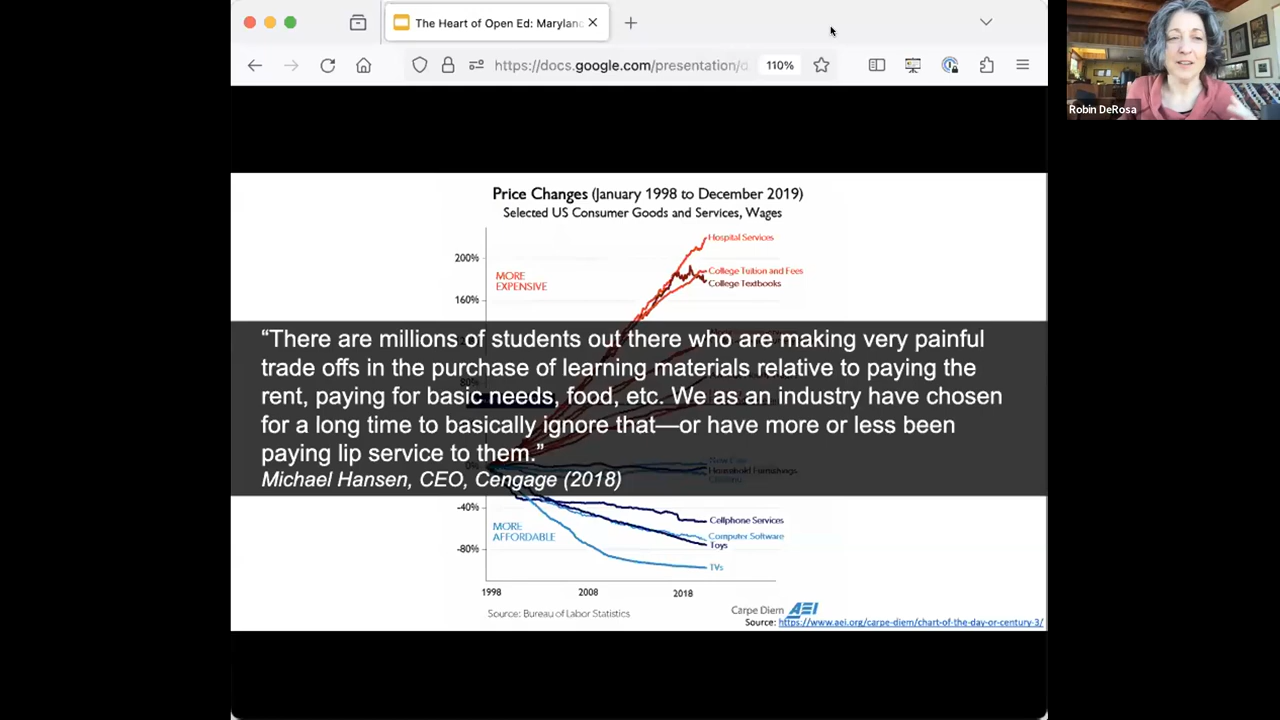 The Heart of Open Ed: Marylan
https://docs.google.com/presentation/d
110%
Robin DeRosa
Price Changes (January 1998 to December 2019)
Selected US Consumer Goods and Services, Wages
Hospital Services
200%
College Tuition and Fees
MORE
EXPENSIVE
College Textbooks
160%
“There are millions of students out there who are making very painful
trade offs in the purchase of learning materials relative to paying the
80%
rent, paying for basic needs, food, etc. We as an industry have chosen
for a long time to basically ignore that—or have more or less been
paying lip service to them.”
0%
Household Furnishings
Michael Hansen, CEO, Cengage (2018)
-40%
Cellphone Services
MORE
AFFORDABLE
Computer Software
Toys
-80%
TVs
1998 2008 2018
Source: Bureau of Labor Statistics
Carpe Diem AEI
Source: https://www.aei.org/carpe-diem/chart-of-the-day-or-century-3/